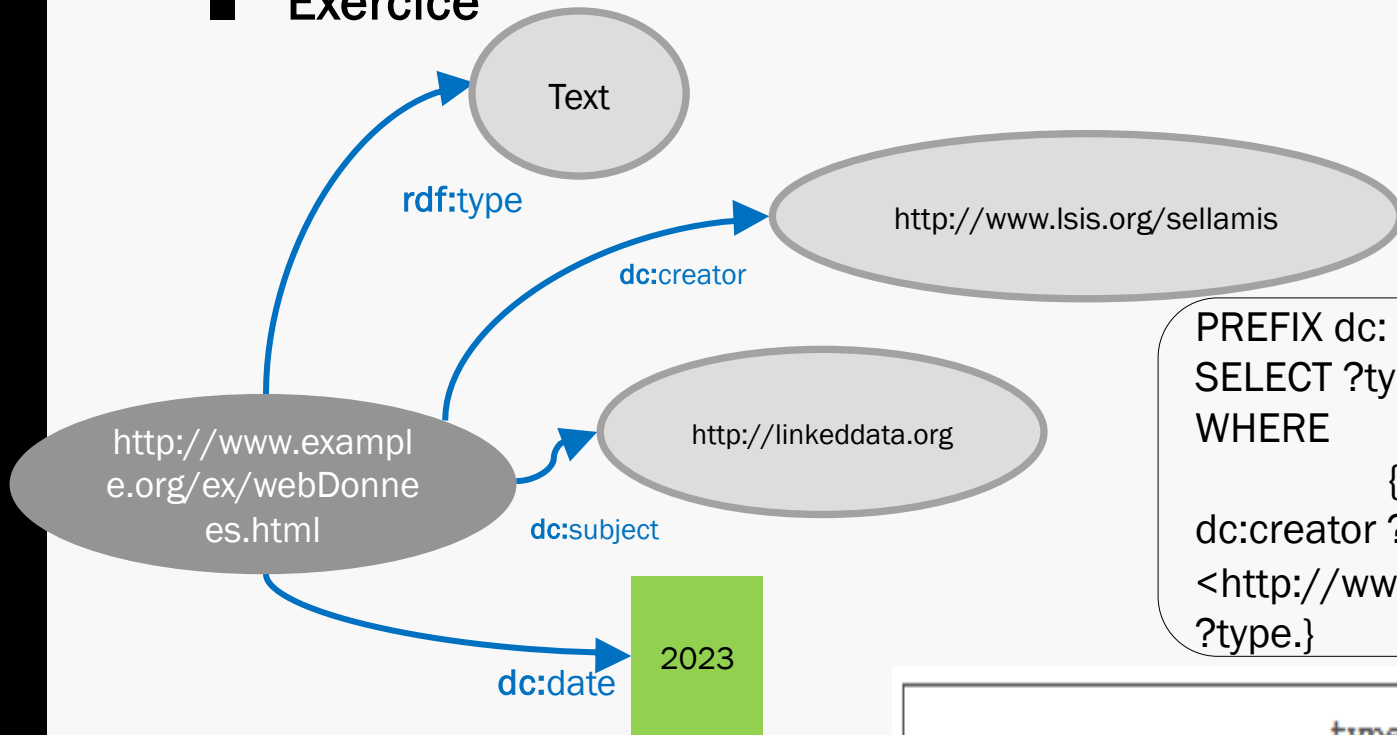 Exercice
Text
rdf:type
http://www.lsis.org/sellamis
dc:creator
http://www.exampl
e.org/ex/webDonne
es.html
http://linkeddata.org
dc:subject
2023
dc:date
PREFIX dc:
SELECT ?ty
WHERE
{
dc:creator ?
<http://ww
?type.}